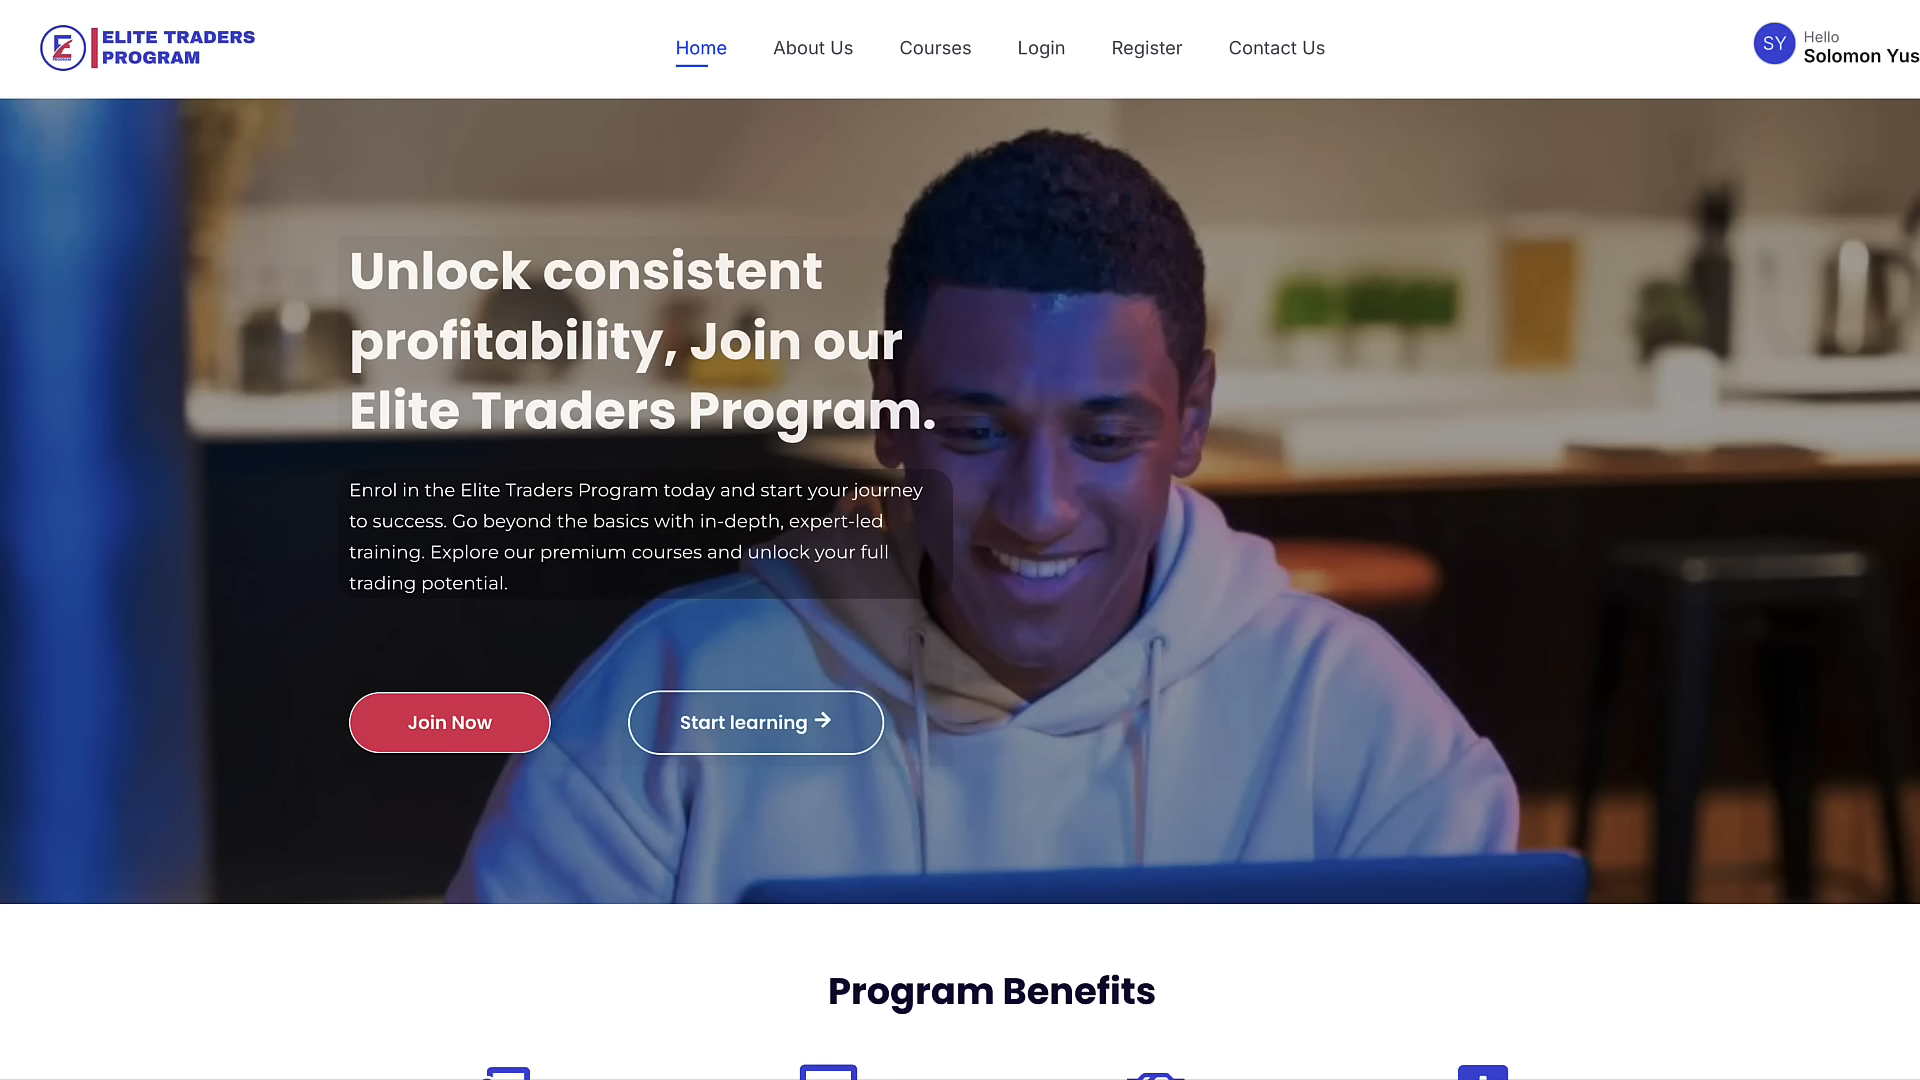 ELITE TRADERS
PROGRAM
Home
About Us
Courses
Login
Register
Contact Us
SY
Hello
Solomon Yus
Unlock consistent
profitability, Join our
Elite Traders Program.
Enrol in the Elite Traders Program today and start your journey
to success. Go beyond the basics with in-depth, expert-led
training. Explore our premium courses and unlock your full
trading potential.
Join Now
Start learning
Program Benefits